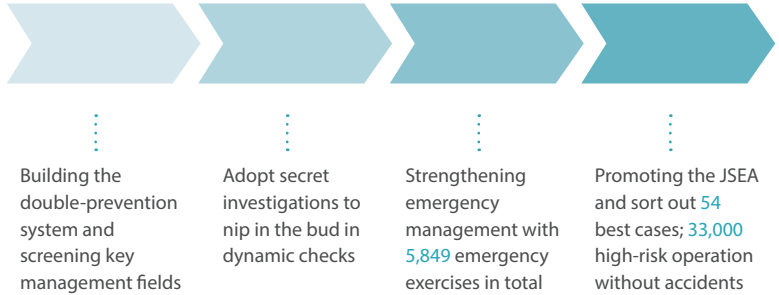 Building the
double-prevention
system and
screening key
management fields
Adopt secret
investigations to
nip in the bud in
dynamic checks
Strengthening
emergency
management with
5,849 emergency
exercises in total
Promoting the JSEA
and sort out 54
best cases; 33,000
high-risk operation
without accidents